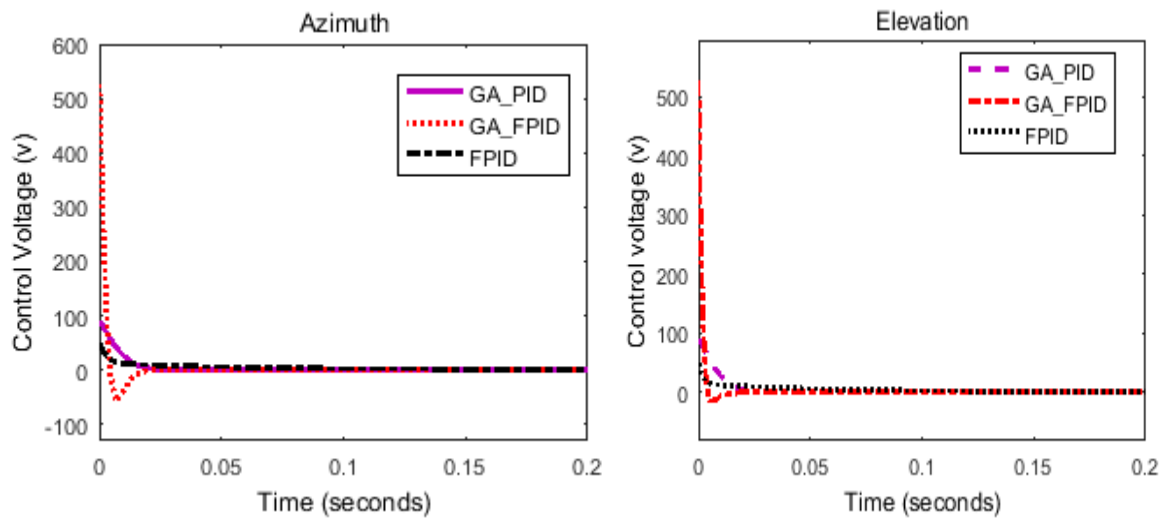 Azimuth
Control Voltage (v)
600
500
400
300
200
100
0
-100
GA_PID
GA_FPID
FPID
0
0.05
0.1
0.15
0.2
Time (seconds)
Elevation
Control voltage (v)
500
400
300
200
100
0
GA_PID
GA_FPID
FPID
0
0.05
0.1
0.15
0.2
Time (seconds)